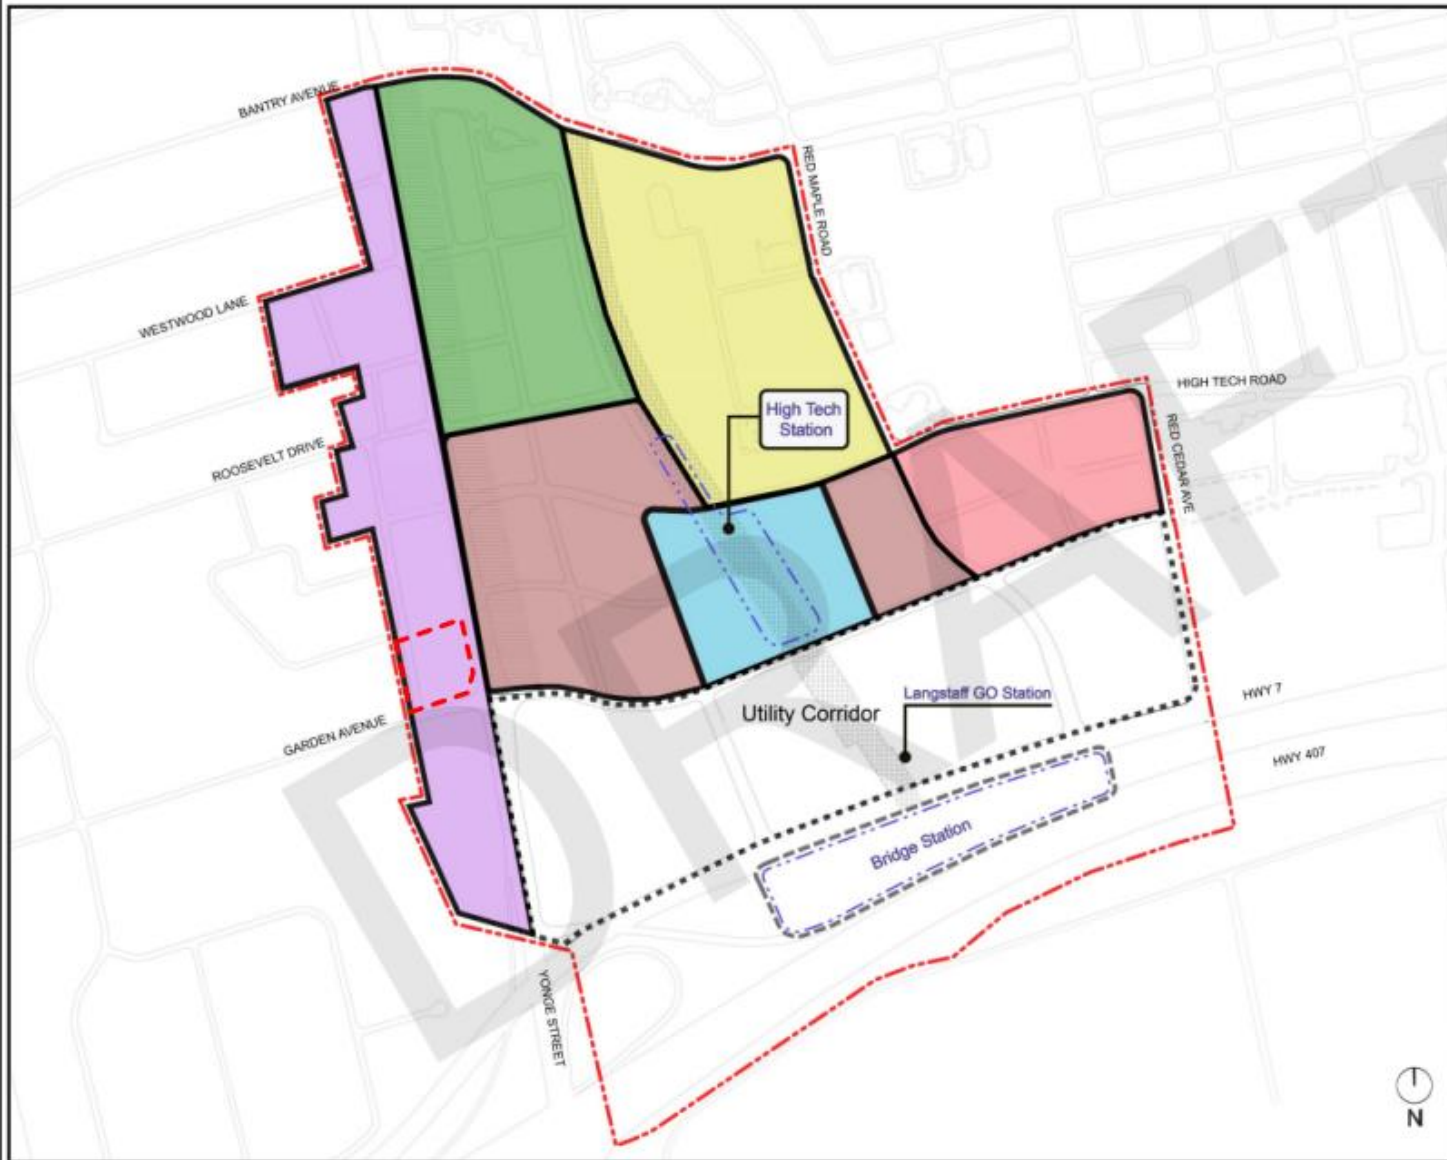 BANTRY AVENUE
RED MAPLE ROAD
WESTWOOD LANE
HIGH TECH ROAD
High Tech
Station
RED CEDAR AVE
ROOSEVELT DRIVE
Langstaff GO Station
HWY 7
Utility Corridor
GARDEN AVENUE
HWY 407
Bridge Station
YONGE STREET
DRAFT
N